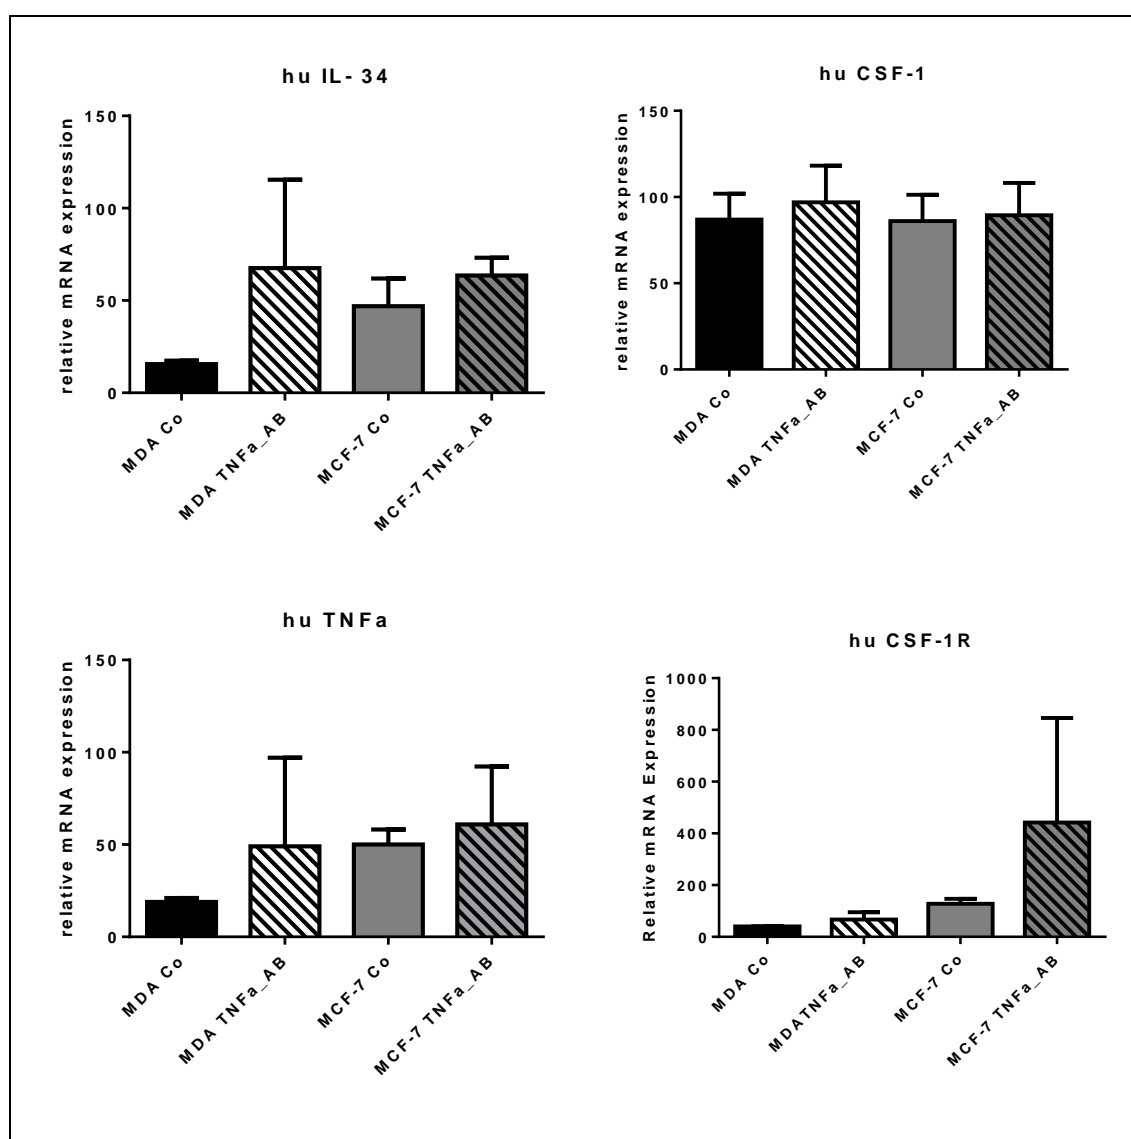 hu IL- 34
relative mRNA expression
150
100
50
0
MDA Co
MDA TNFa_AB
MCF-7 Co
MCF-7 TNFa_AB
hu CSF-1
relative mRNA expression
150
100
50
0
MDA Co
MDA TNFa_AB
MCF-7 Co
MCF-7 TNFa_AB
hu TNFa
relative mRNA expression
150
100
50
0
MDA Co
MDA TNFa_AB
MCF-7 Co
MCF-7 TNFa_AB
hu CSF-1R
Relative mRNA Expression
1000
800
600
400
200
0
MDA Co
MDATNFa_AB
MCF-7 Co
MCF-7 TNFa_AB